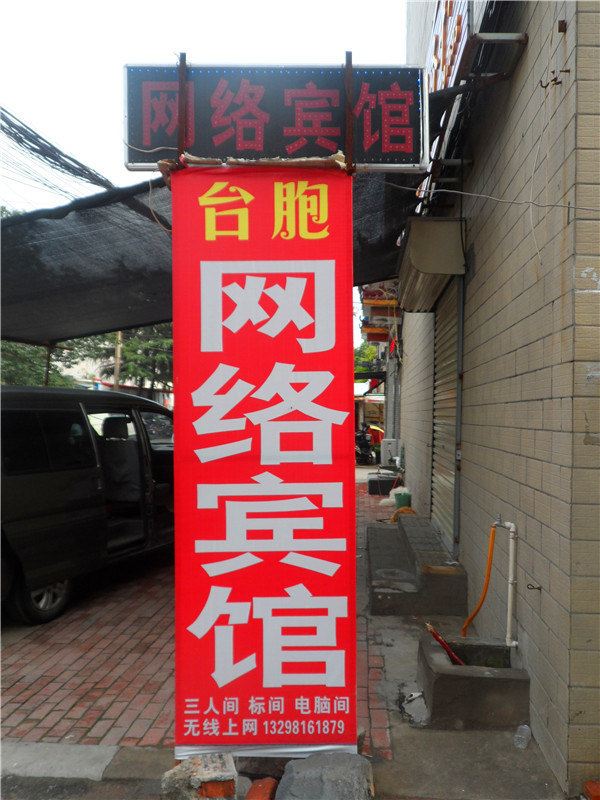 网络宾馆
台胞
网络宾馆
三人间 标间 电脑间
无线上网 13298161879